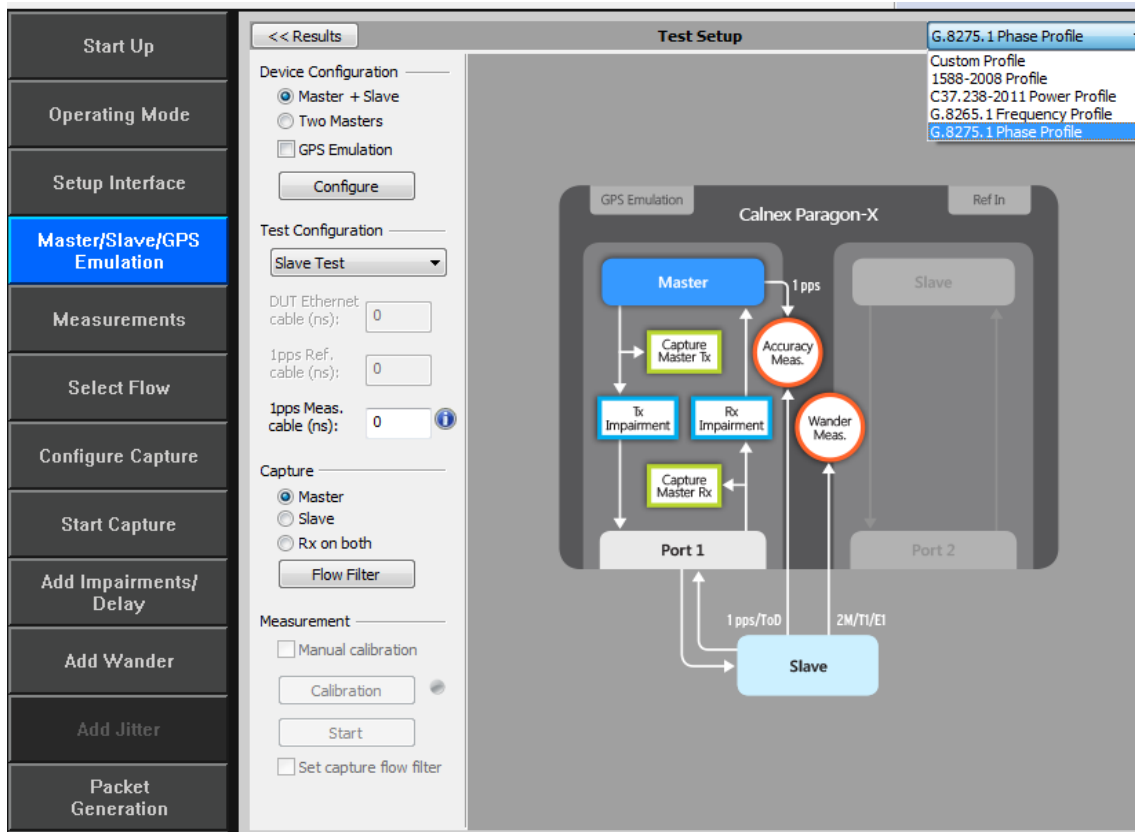 Start Up
Operating Mode
Setup Interface
Master/Slave/GPS
Emulation
Measurements
Select Flow
Configure Capture
Start Capture
Add Impairments/
Delay
Add Wander
Add Jitter
Packet
Generation
<< Results
Test Setup
G.8275.1 Phase Profile
Custom Profile
1588-2008 Profile
C37.238-2011 Power Profile
G.8265.1 Frequency Profile
G.8275.1 Phase Profile
Device Configuration
Master + Slave
Two Masters
GPS Emulation
Configure
Test Configuration
Slave Test
DUT Ethernet
cable (ns):
0
1pps Ref.
cable (ns):
0
1pps Meas.
cable (ns):
0
Capture
Master
Slave
Rx on both
Flow Filter
Measurement
Manual calibration
Calibration
Start
Set capture flow filter
GPS Emulation
Calnex Paragon-X
Ref In
Master
1 pps
Slave
Capture
Master Tx
Accuracy
Meas.
Tx
Impairment
Rx
Impairment
Wander
Meas.
Capture
Master Rx
Port 1
Port 2
1 pps/ToD
2M/T1/E1
Slave